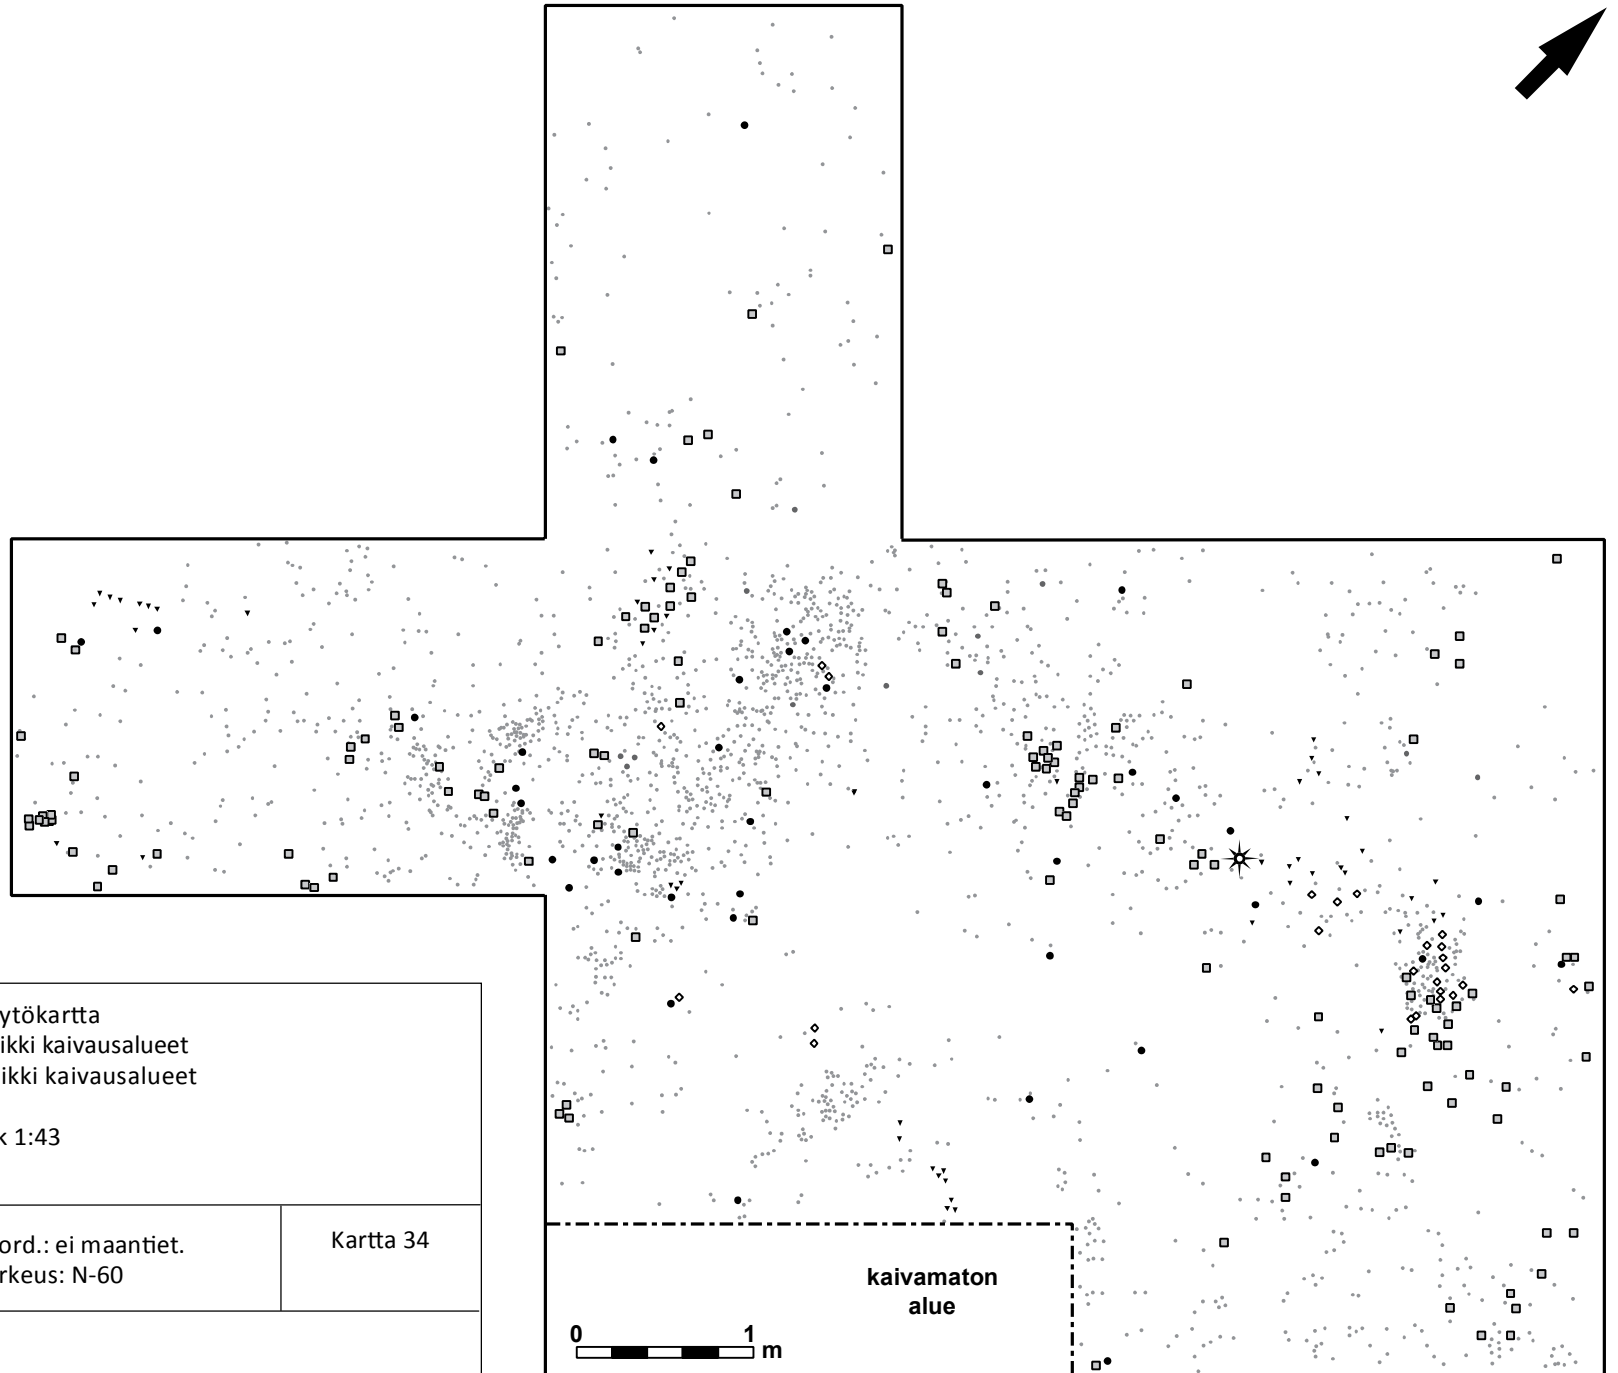 ytökartta
ikki kaivausalueet
ikki kaivausalueet
k 1:43
ord.: ei maantiet.
rkeus: N-60
Kartta 34
kaivamaton
alue
0 1
m